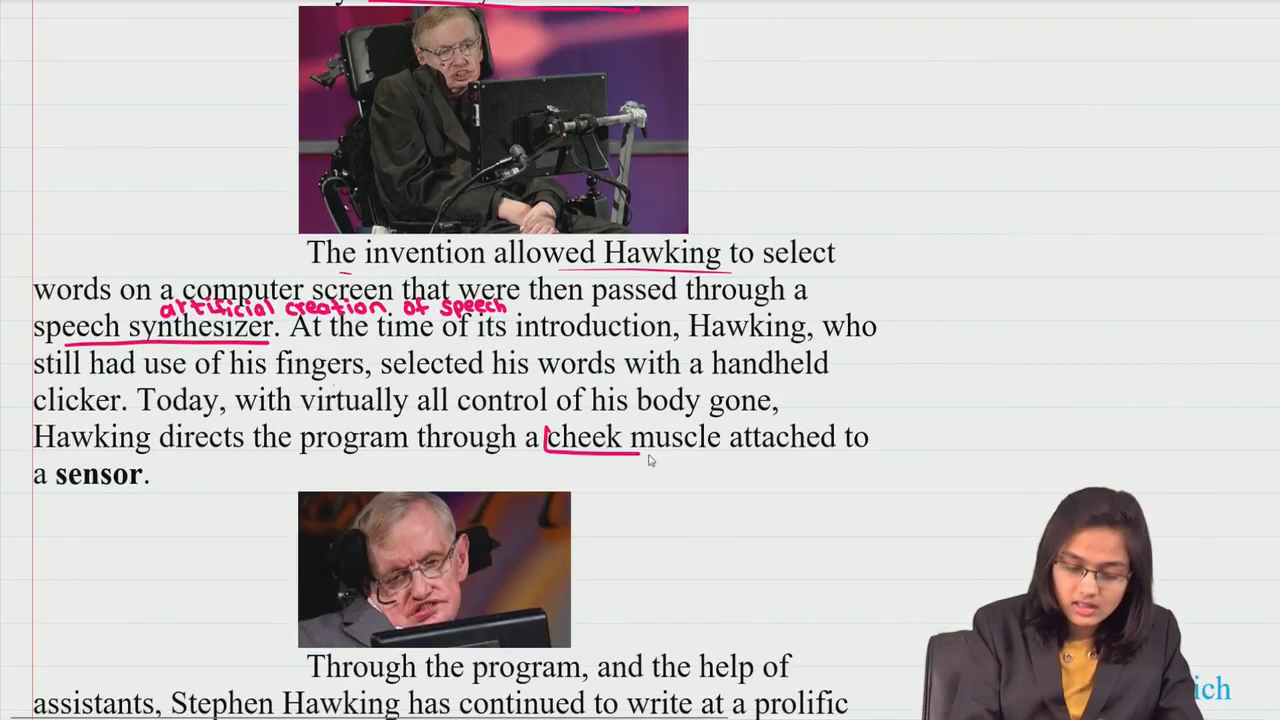 The invention allowed Hawking to select
words on a computer screen that were then passed through a
artificial creation of speech
speech synthesizer. At the time of its introduction, Hawking, who
still had use of his fingers, selected his words with a handheld
clicker. Today, with virtually all control of his body gone,
Hawking directs the program through a cheek muscle attached to
a sensor.
Through the program, and the help of
assistants, Stephen Hawking has continued to write at a prolific